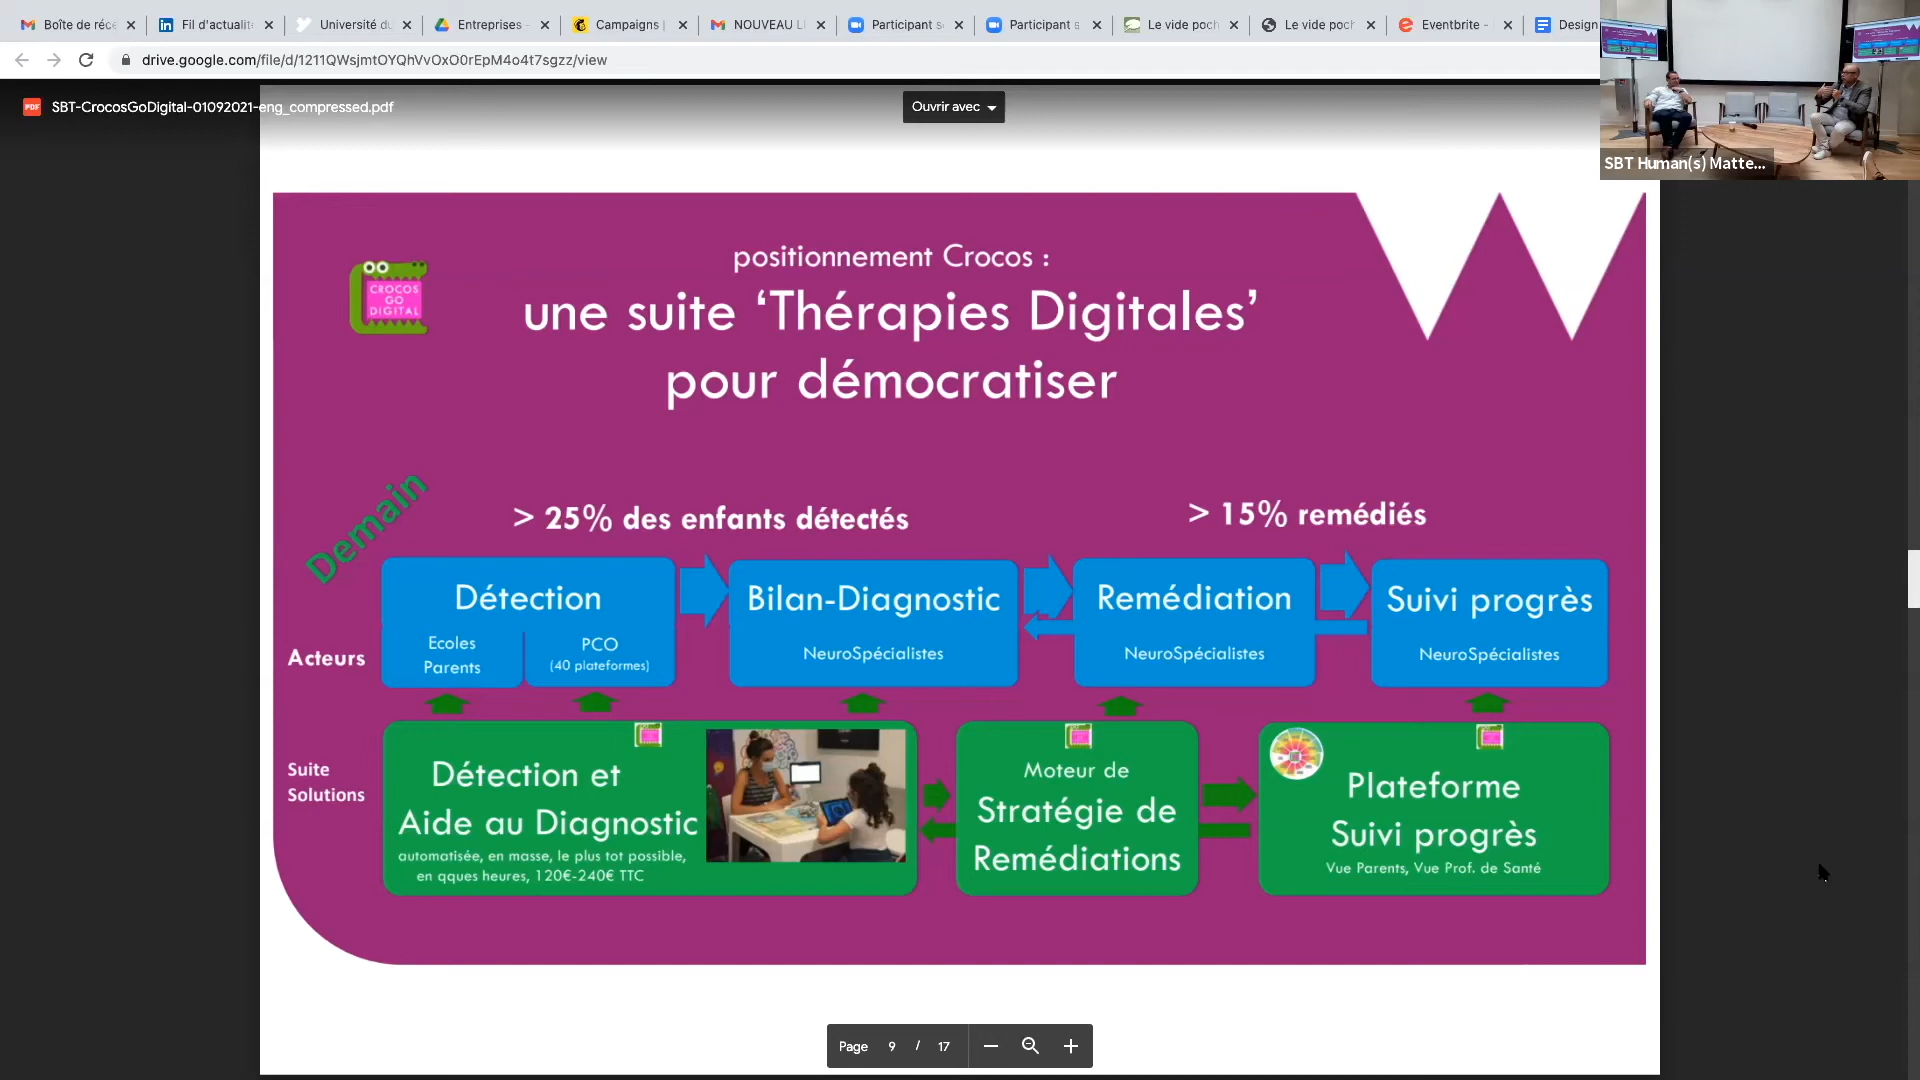 Boîte de réce
Fil d'actualit
Université du
Entreprises -
Campaigns |
NOUVEAU L
Participant s
Participant s
Le vide poch
Le vide poch
Eventbrite -
Design
drive.google.com/file/d/1211QWsjmtOYQhVvOxO0rEpM4o4t7sgzz/view
PDF
SBT-CrocosGoDigital-01092021-eng_compressed.pdf
Ouvrir avec
SBT Human(s) Matte...
CROCOS
GO
DIGITAL
positionnement Crocos :
une suite ‘Thérapies Digitales’
pour démocratiser
Demain
> 25% des enfants détectés
> 15% remédiés
Acteurs
Détection
Ecoles
Parents
PCO
(40 plateformes)
Bilan-Diagnostic
NeuroSpécialistes
Remédiation
NeuroSpécialistes
Suivi progrès
NeuroSpécialistes
Suite
Solutions
Détection et
Aide au Diagnostic
automatisée, en masse, le plus tot possible,
en qques heures, 120€-240€ TTC
Moteur de
Stratégie de
Remédiations
Plateforme
Suivi progrès
Vue Parents, Vue Prof. de Santé
Page 9 / 17